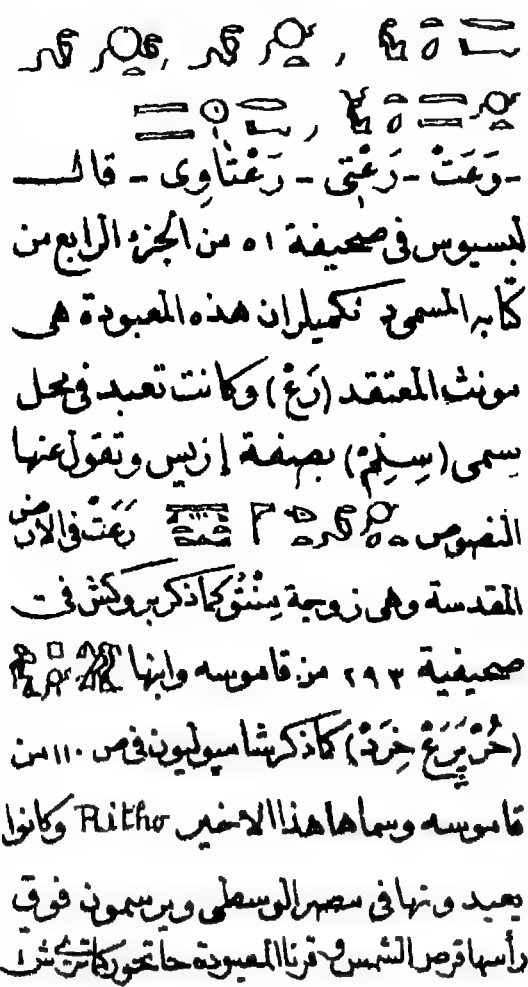 - رَعَتْ - رَعْتِى - رَعْتَاوِى - قال
لبسيوس فى صحيفة ٥١ من الجزء الرابع من
كتابه المسمى دنكميلر ان هذه المعبودة هى
مونث المعتقد (رَعْ) وكانت تعبد فى محل
يسمى (سِنِلِمْ) بصفة إزيس وتقول عنها
النصوص رَعَتْ فى الارض
المقدسة وهى زوجة مِنْتُو كما ذكر بروكش فى
صحيفة ٢٩٣ من قاموسه وابنها
(حُرْ پَرَعْ خِرَدْ) كما ذكر شامپوليون فى ص ١١٠ من
قاموسه وسماها هذا الاخير Ritho وكانوا
يعبدونها فى مصر الوسطى ويرسمون فوق
رأسها قرص الشمس وقرنا المعبودة حاتحور كما ترى